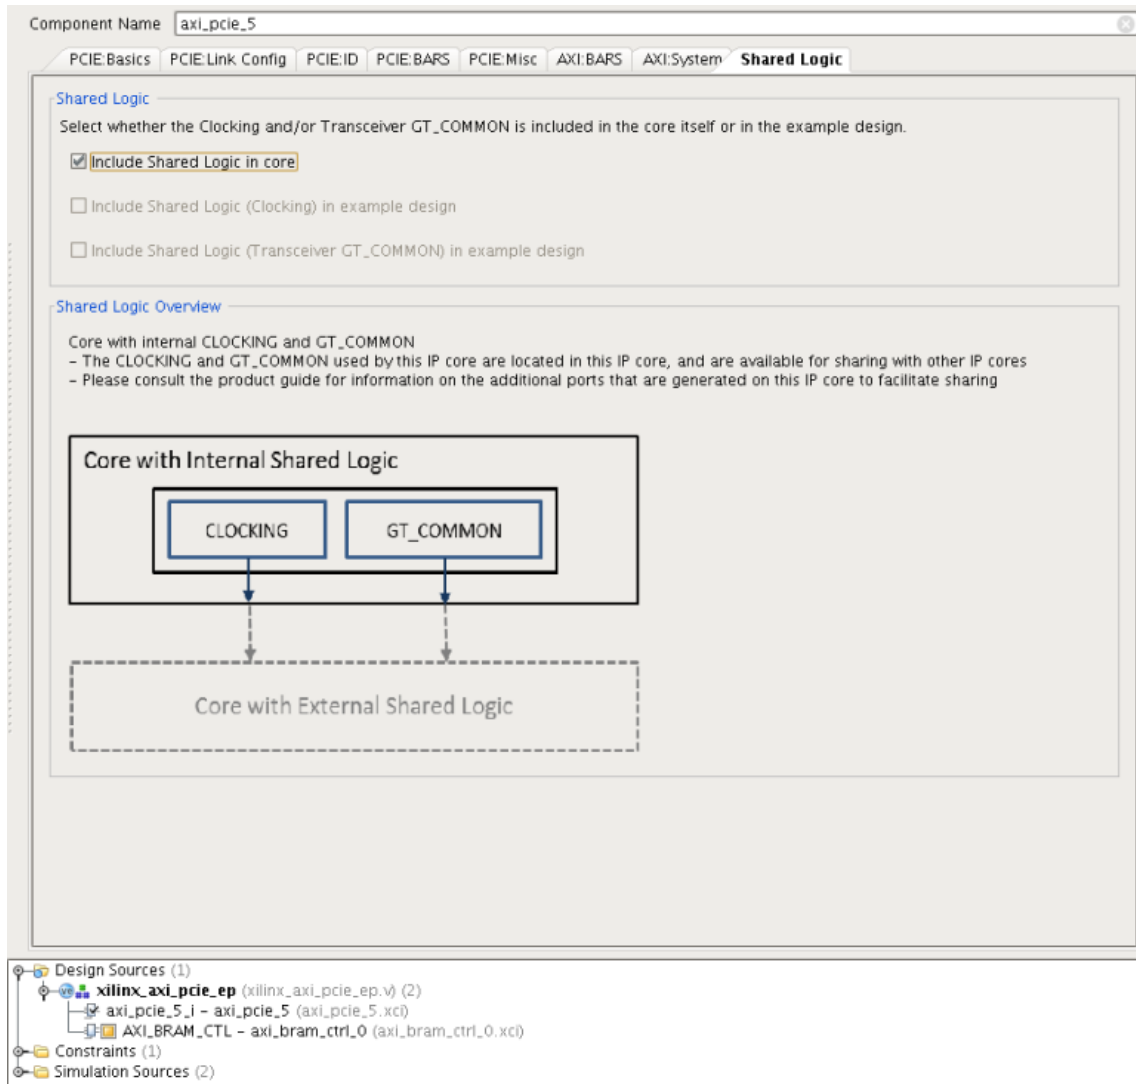 Component Name axi_pcie_5
PCIE:Basics PCIE:Link Config PCIE:ID PCIE:BARS PCIE:Misc AXI:BARS AXI:System Shared Logic
Shared Logic
Select whether the Clocking and/or Transceiver GT_COMMON is included in the core itself or in the example design.
Include Shared Logic in core
Include Shared Logic (Clocking) in example design
Include Shared Logic (Transceiver GT_COMMON) in example design
Shared Logic Overview
Core with internal CLOCKING and GT_COMMON
– The CLOCKING and GT_COMMON used by this IP core are located in this IP core, and are available for sharing with other IP cores
– Please consult the product guide for information on the additional ports that are generated on this IP core to facilitate sharing
Core with Internal Shared Logic
CLOCKING GT_COMMON
Core with External Shared Logic
Design Sources (1)
xilinx_axi_pcie_ep (xilinx_axi_pcie_ep.v) (2)
axi_pcie_5_i – axi_pcie_5 (axi_pcie_5.xci)
AXI_BRAM_CTL – axi_bram_ctrl_0 (axi_bram_ctrl_0.xci)
Constraints (1)
Simulation Sources (2)